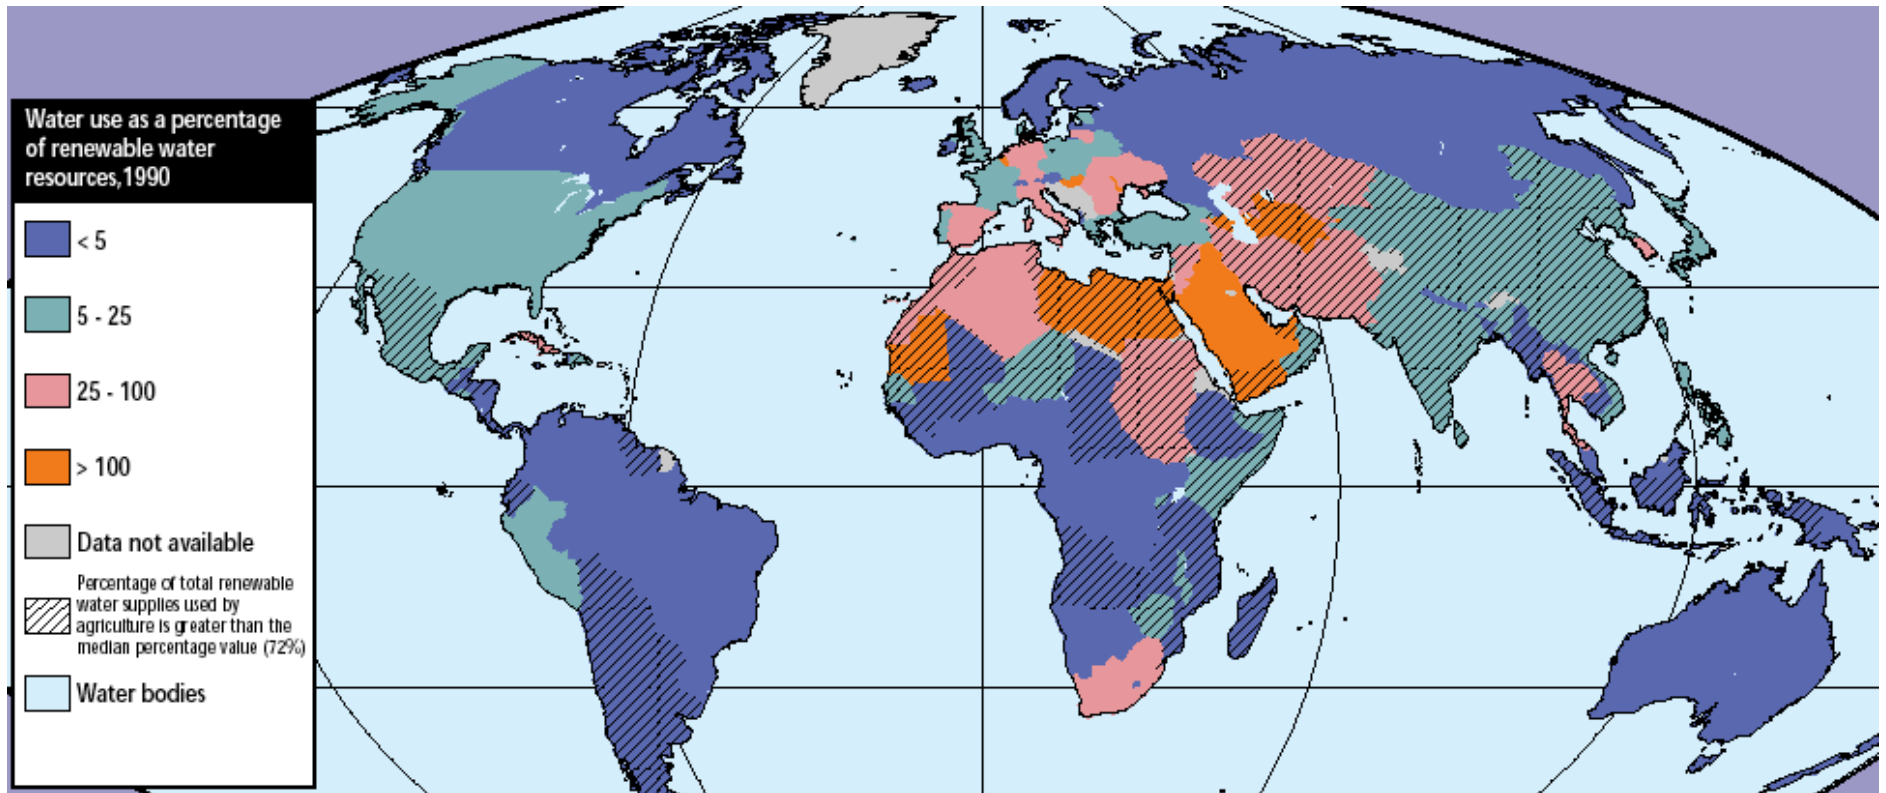 Water use as a percentage
of renewable water
resources,1990
< 5
5 - 25
25 - 100
> 100
Data not available
Percentage of total renewable
water supplies used by
agriculture is greater than the
median percentage value (72%)
Water bodies